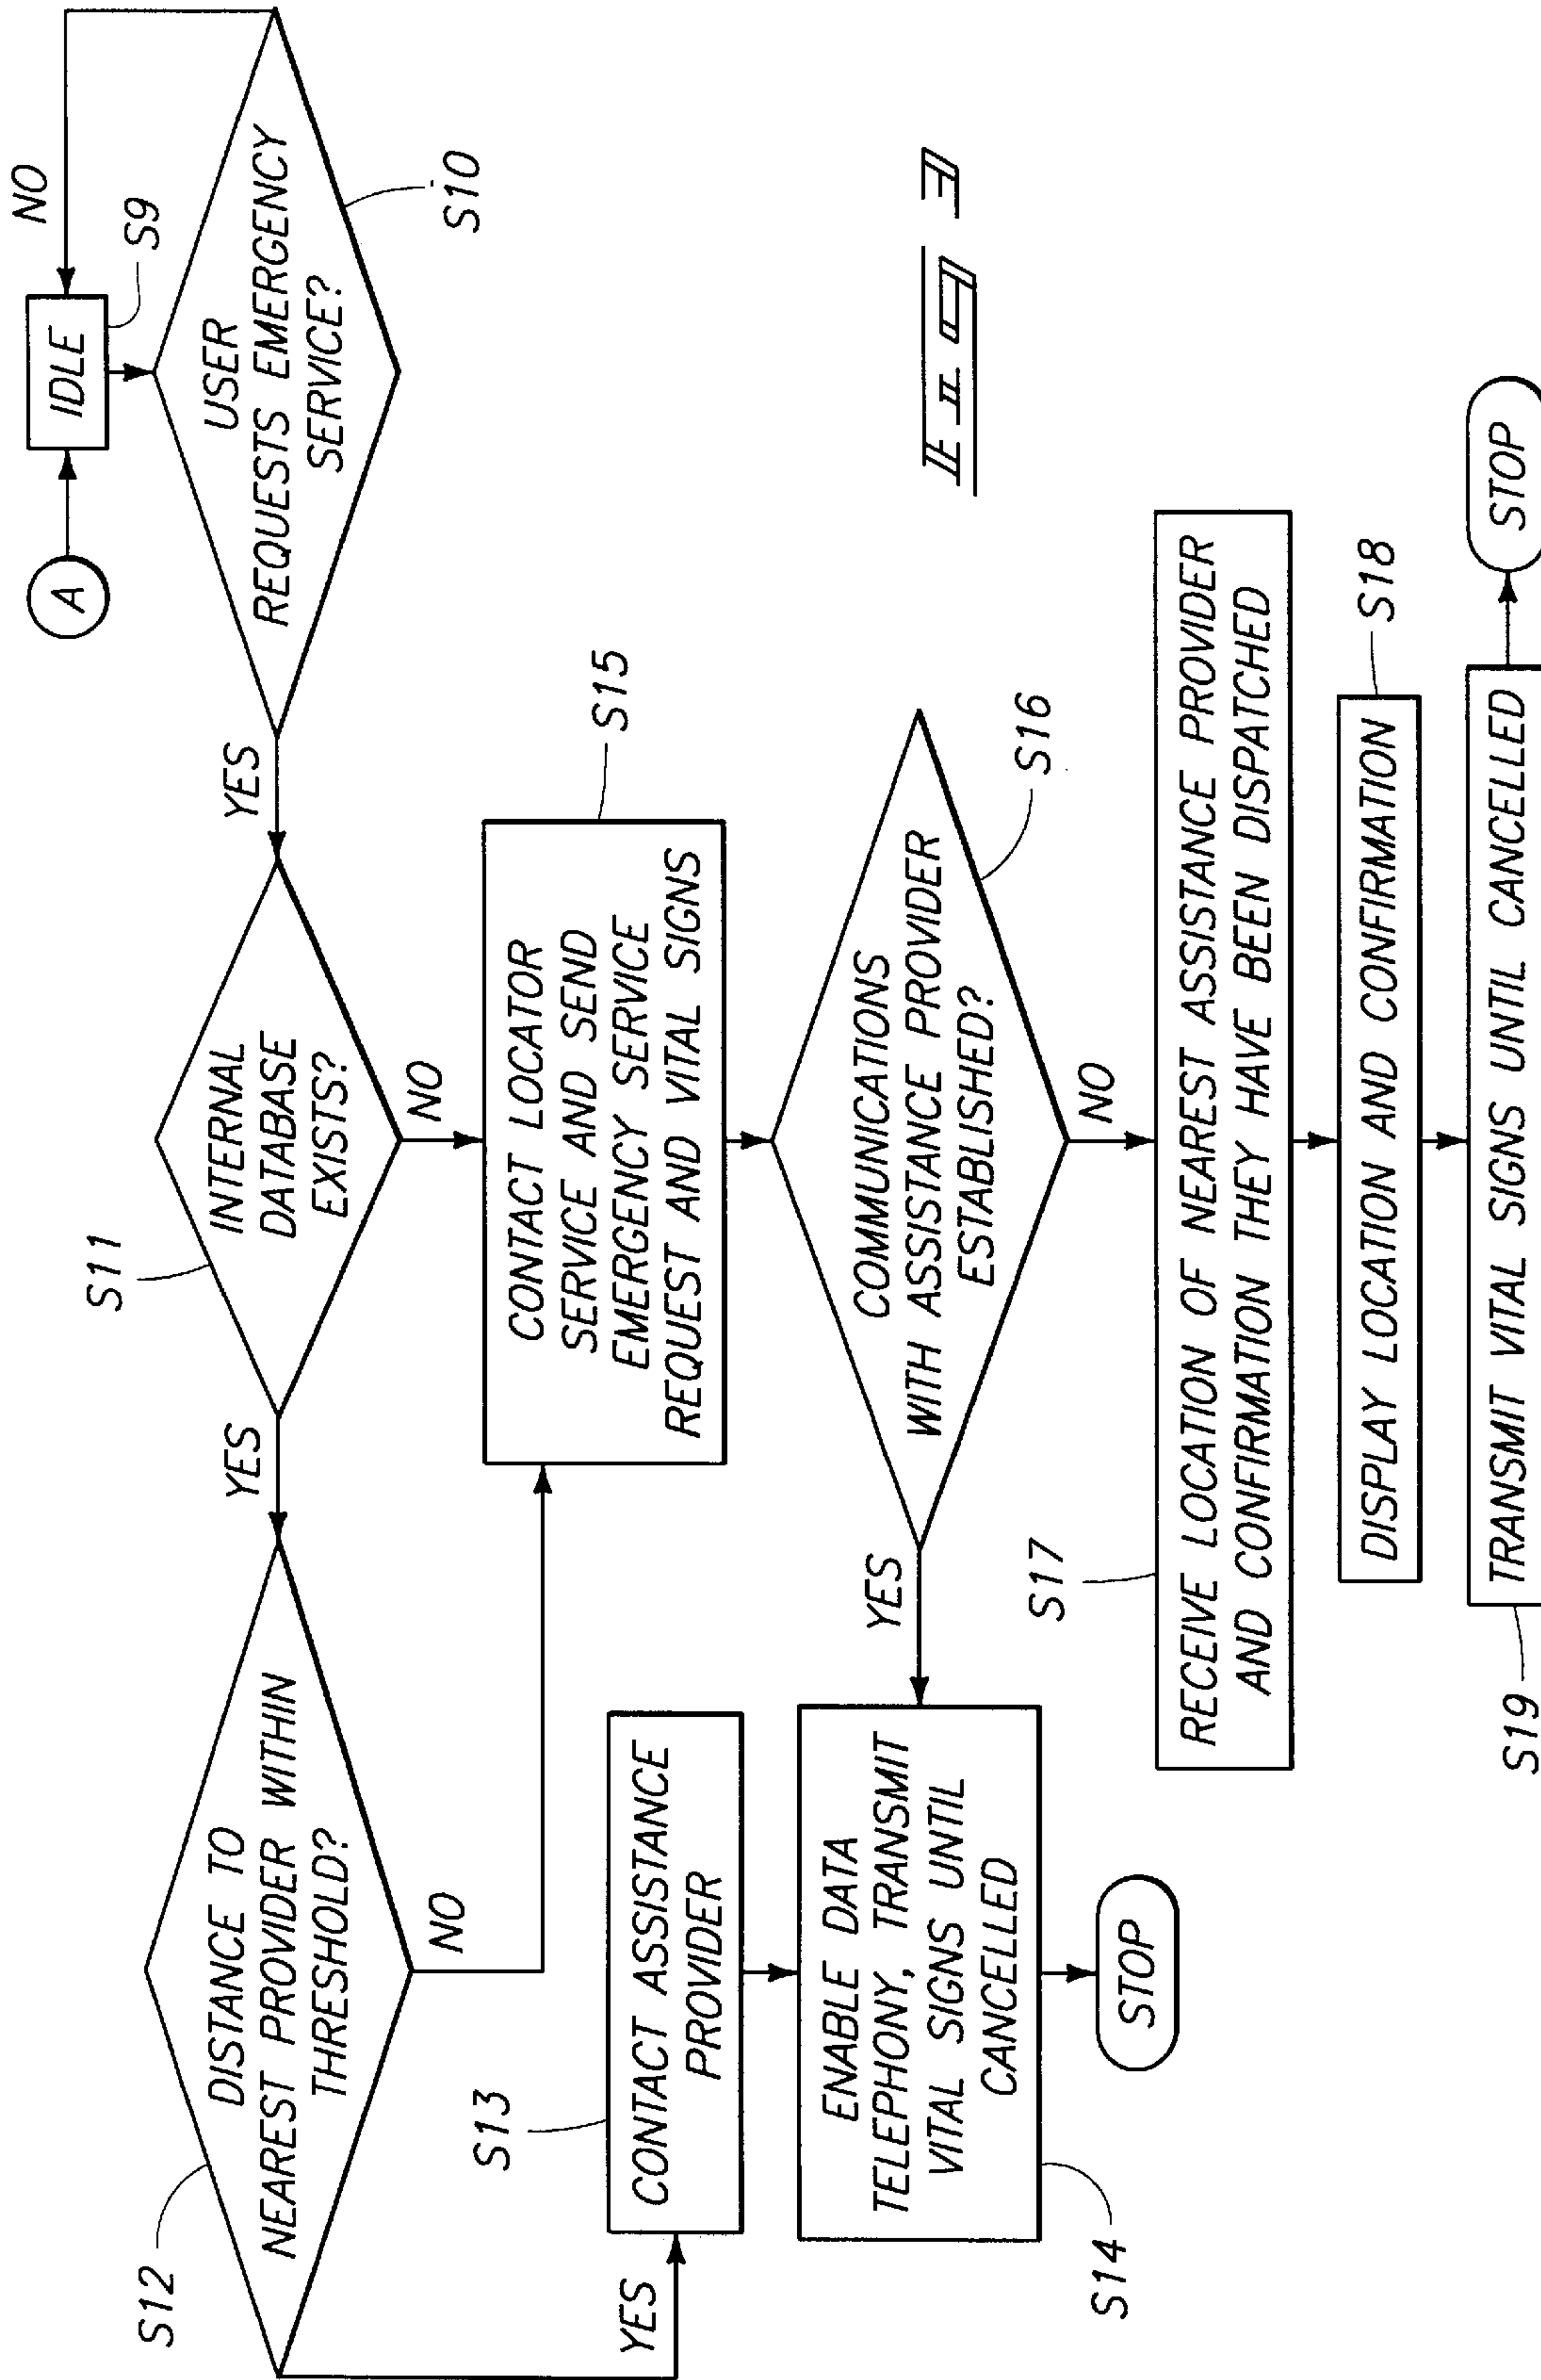 A
IDLE
NO
S9
USER
REQUESTS EMERGENCY
SERVICE?
S10
YES
S11
INTERNAL
DATABASE
EXISTS?
YES
NO
S12
DISTANCE TO
NEAREST PROVIDER WITHIN
THRESHOLD?
NO
YES
S13
CONTACT ASSISTANCE
PROVIDER
S14
ENABLE DATA
TELEPHONY, TRANSMIT
VITAL SIGNS UNTIL
CANCELLED
STOP
S15
CONTACT LOCATOR
SERVICE AND SEND
EMERGENCY SERVICE
REQUEST AND VITAL SIGNS
S16
COMMUNICATIONS
WITH ASSISTANCE PROVIDER
ESTABLISHED?
YES
NO
S17
RECEIVE LOCATION OF NEAREST ASSISTANCE PROVIDER
AND CONFIRMATION THEY HAVE BEEN DISPATCHED
S18
DISPLAY LOCATION AND CONFIRMATION
S19
TRANSMIT VITAL SIGNS UNTIL CANCELLED
STOP